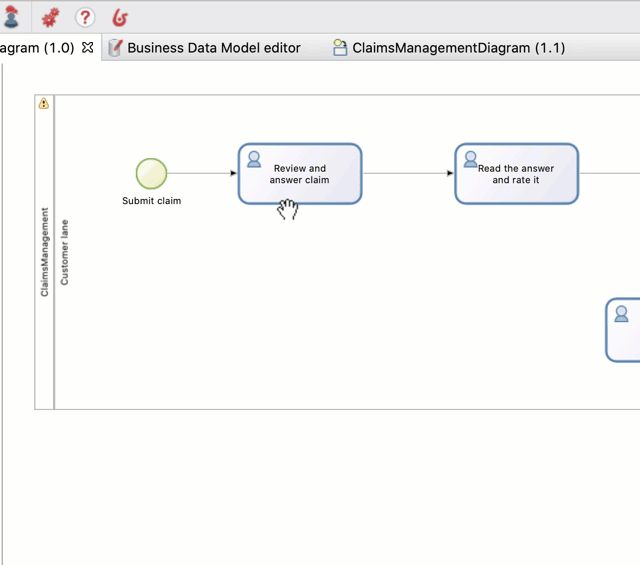 ?
agram (1.0)
Business Data Model editor
ClaimsManagementDiagram (1.1)
ClaimsManagement
Customer lane
Submit claim
Review and
answer claim
Read the answer
and rate it